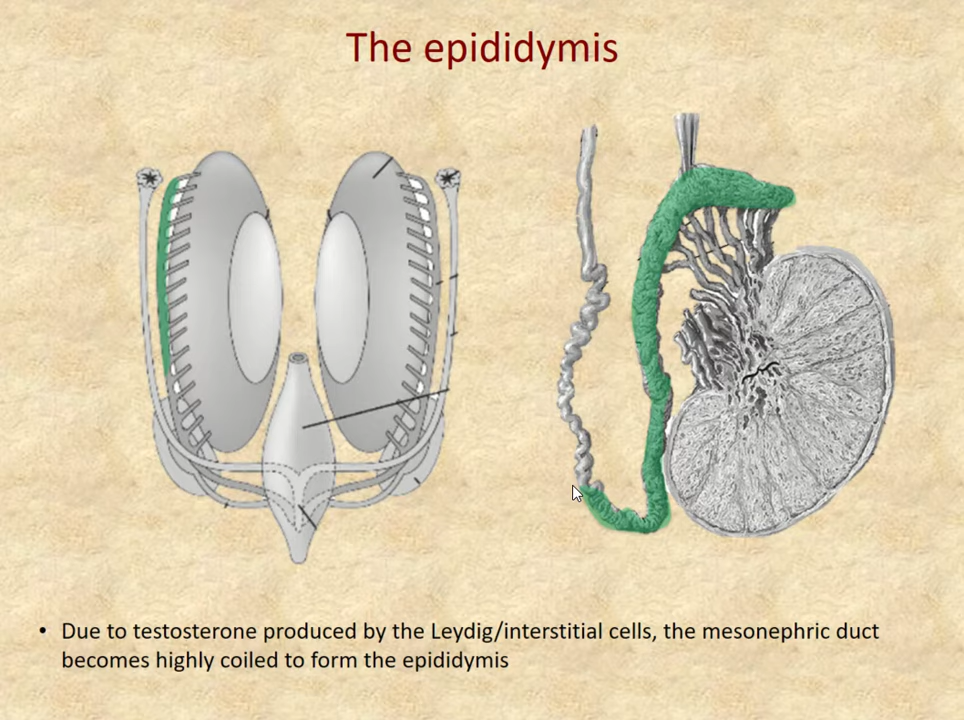 The epididymis
• Due to testosterone produced by the Leydig/interstitial cells, the mesonephric duct
becomes highly coiled to form the epididymis